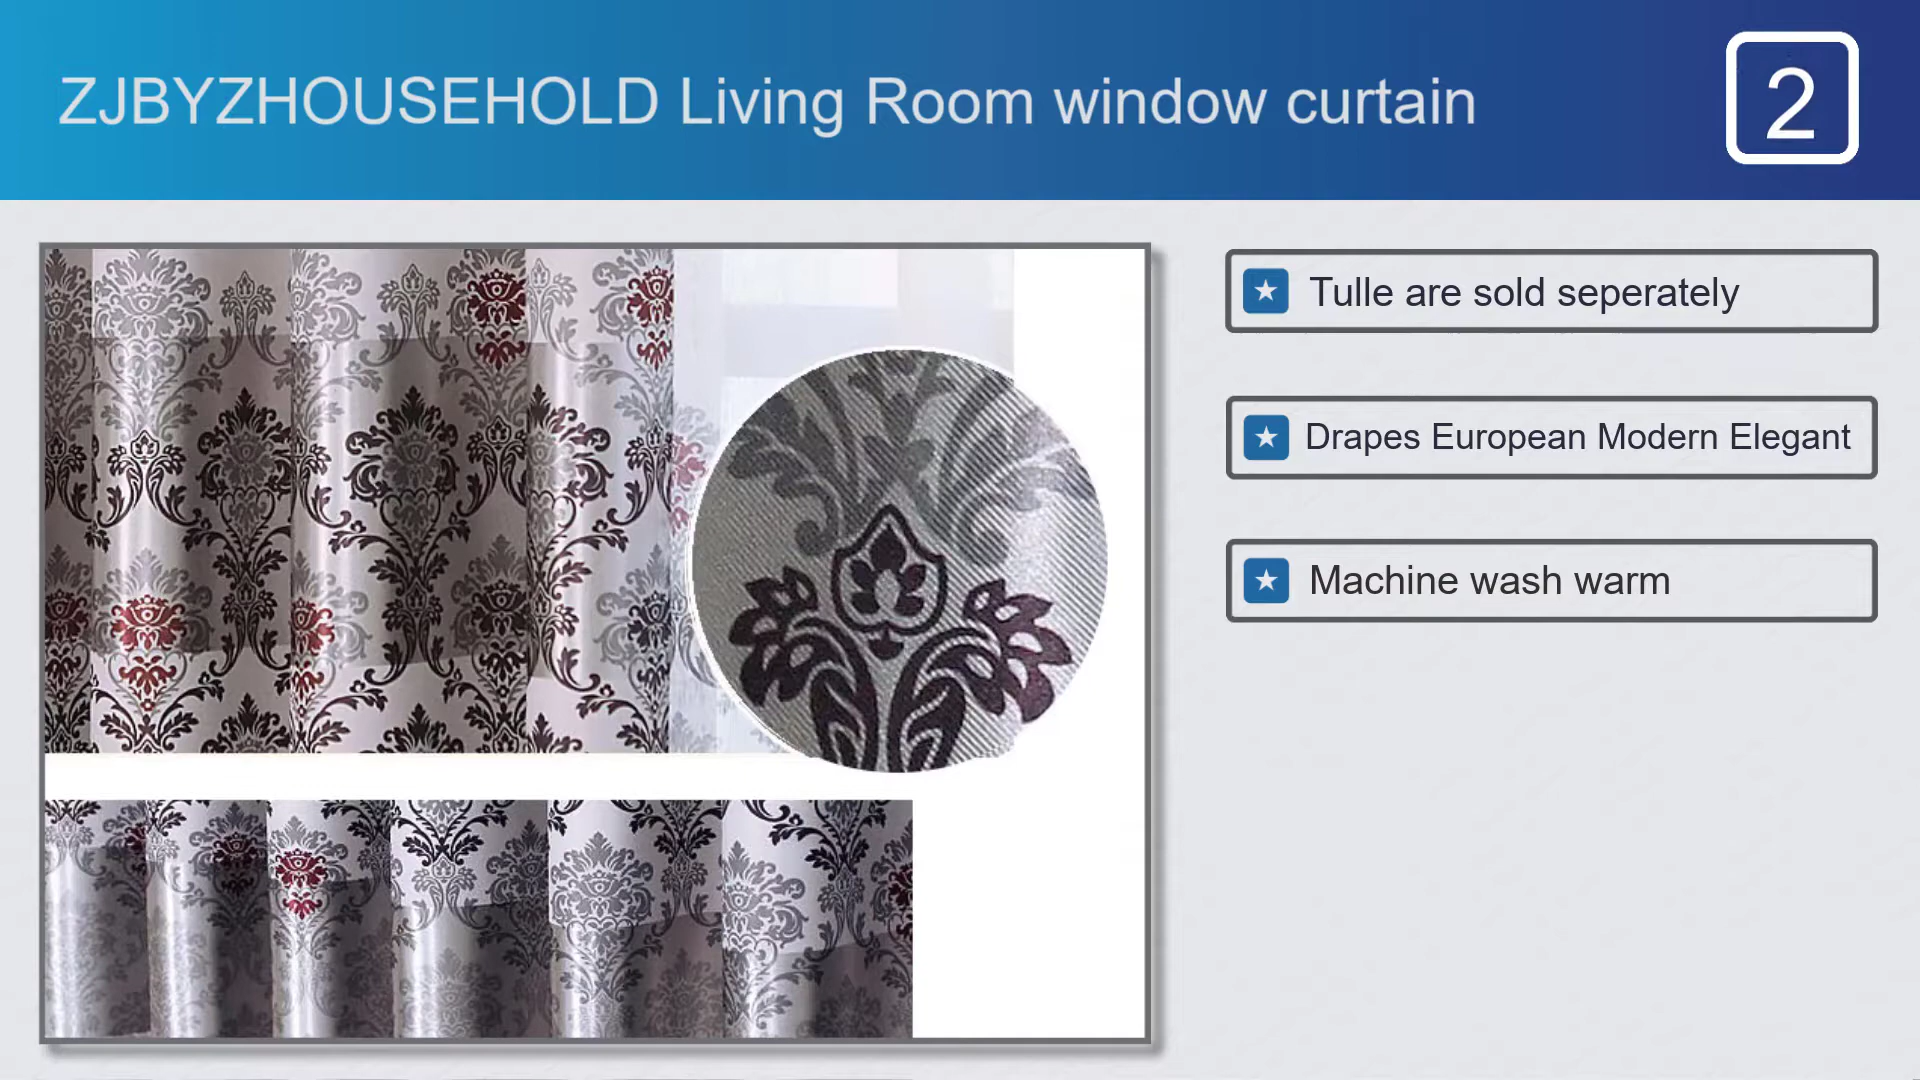 ZJBYZHOUSEHOLD Living Room window curtain
2
Tulle are sold seperately
Drapes European Modern Elegant
Machine wash warm